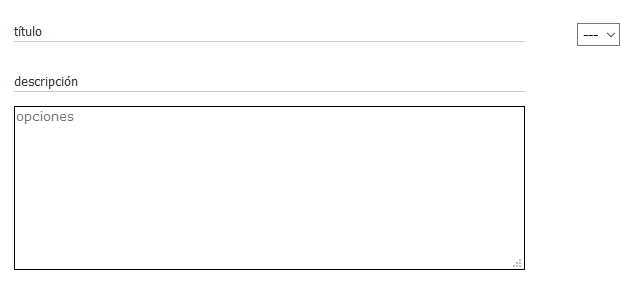 título
---
descripción
opciones